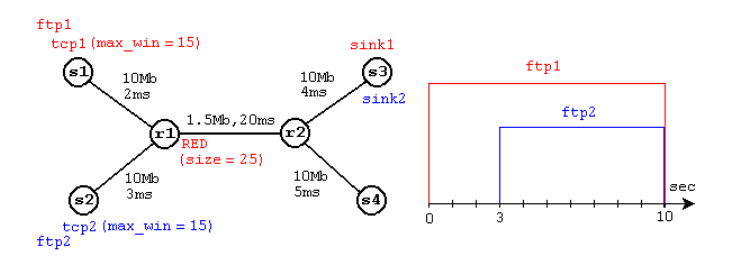 ftp1
tcp1 (max_win = 15)
s1
10Mb
2ms
sink1
s3
10Mb
4ms
sink2
1.5Mb, 20ms
r1
r2
RED
(size = 25)
10Mb
3ms
10Mb
5ms
s2
s4
tcp2 (max_win = 15)
ftp2
ftp1
ftp2
sec
0
3
10